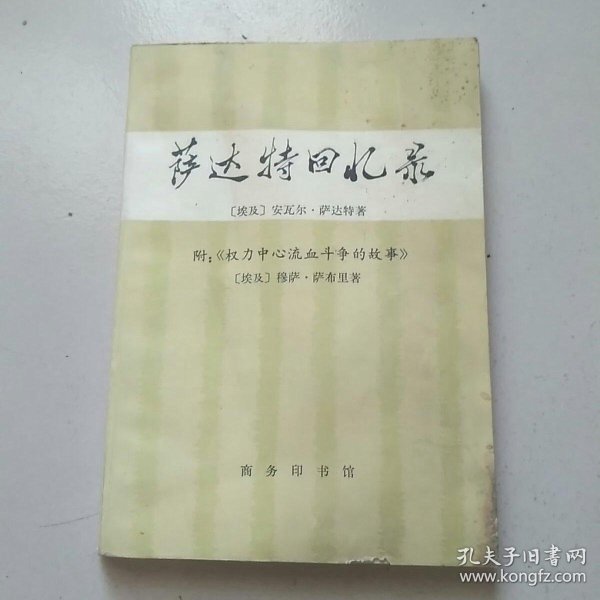 萨达特回忆录
〔埃及〕安瓦尔·萨达特著
附：《权力中心流血斗争的故事》
〔埃及〕穆萨·萨布里著
商务印书馆
孔夫子旧书网
www.kongfz.com